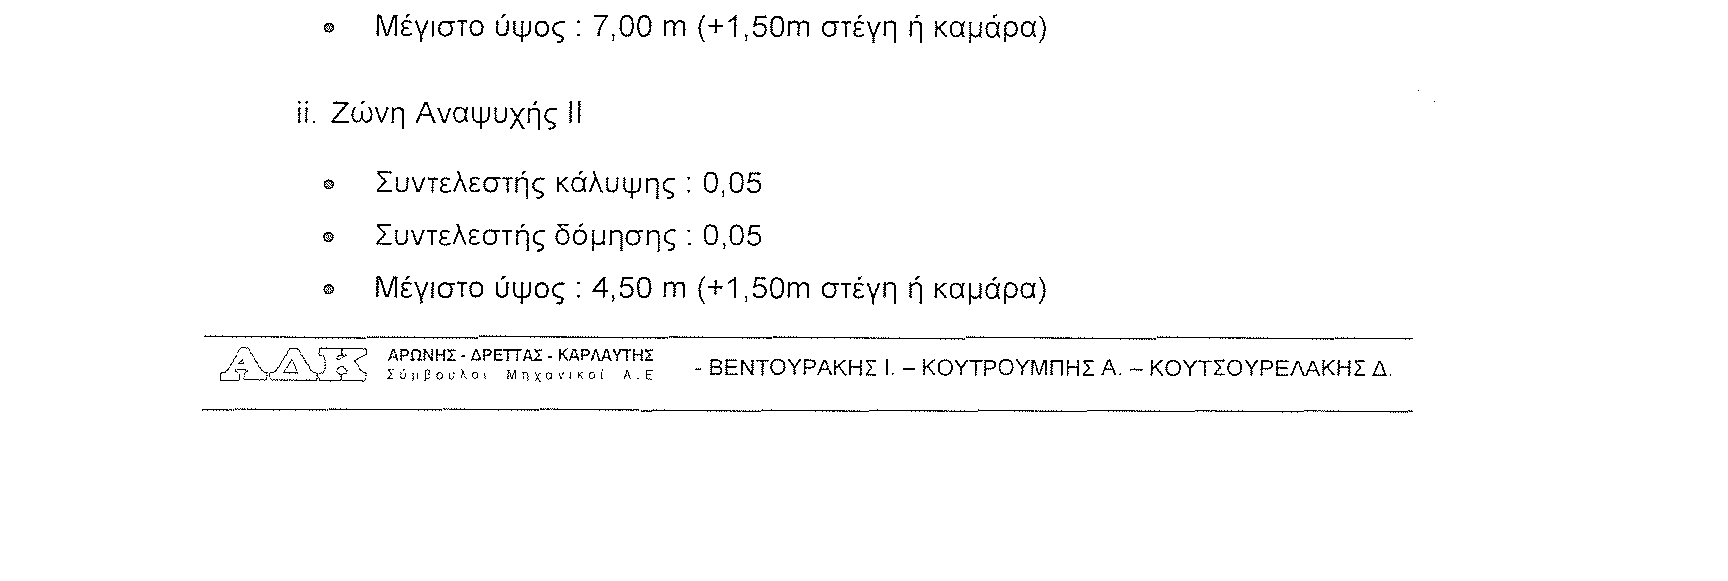 • Μέγιστο ύψος : 7,00 m (+1,50m στέγη ή καμάρα)
ii. Ζώνη Αναψυχής II
• Συντελεστής κάλυψης : 0,05
• Συντελεστής δόμησης : 0,05
• Μέγιστο ύψος : 4,50 m (+1,50m στέγη ή καμάρα)
ΑΔΚ ΑΡΩΝΗΣ - ΔΡΕΤΤΑΣ - ΚΑΡΛΑΥΤΗΣ
Σύμβουλοι Μηχανικοί Α.Ε
- ΒΕΝΤΟΥΡΑΚΗΣ Ι. – ΚΟΥΤΡΟΥΜΠΗΣ Α. – ΚΟΥΤΣΟΥΡΕΛΑΚΗΣ Δ.